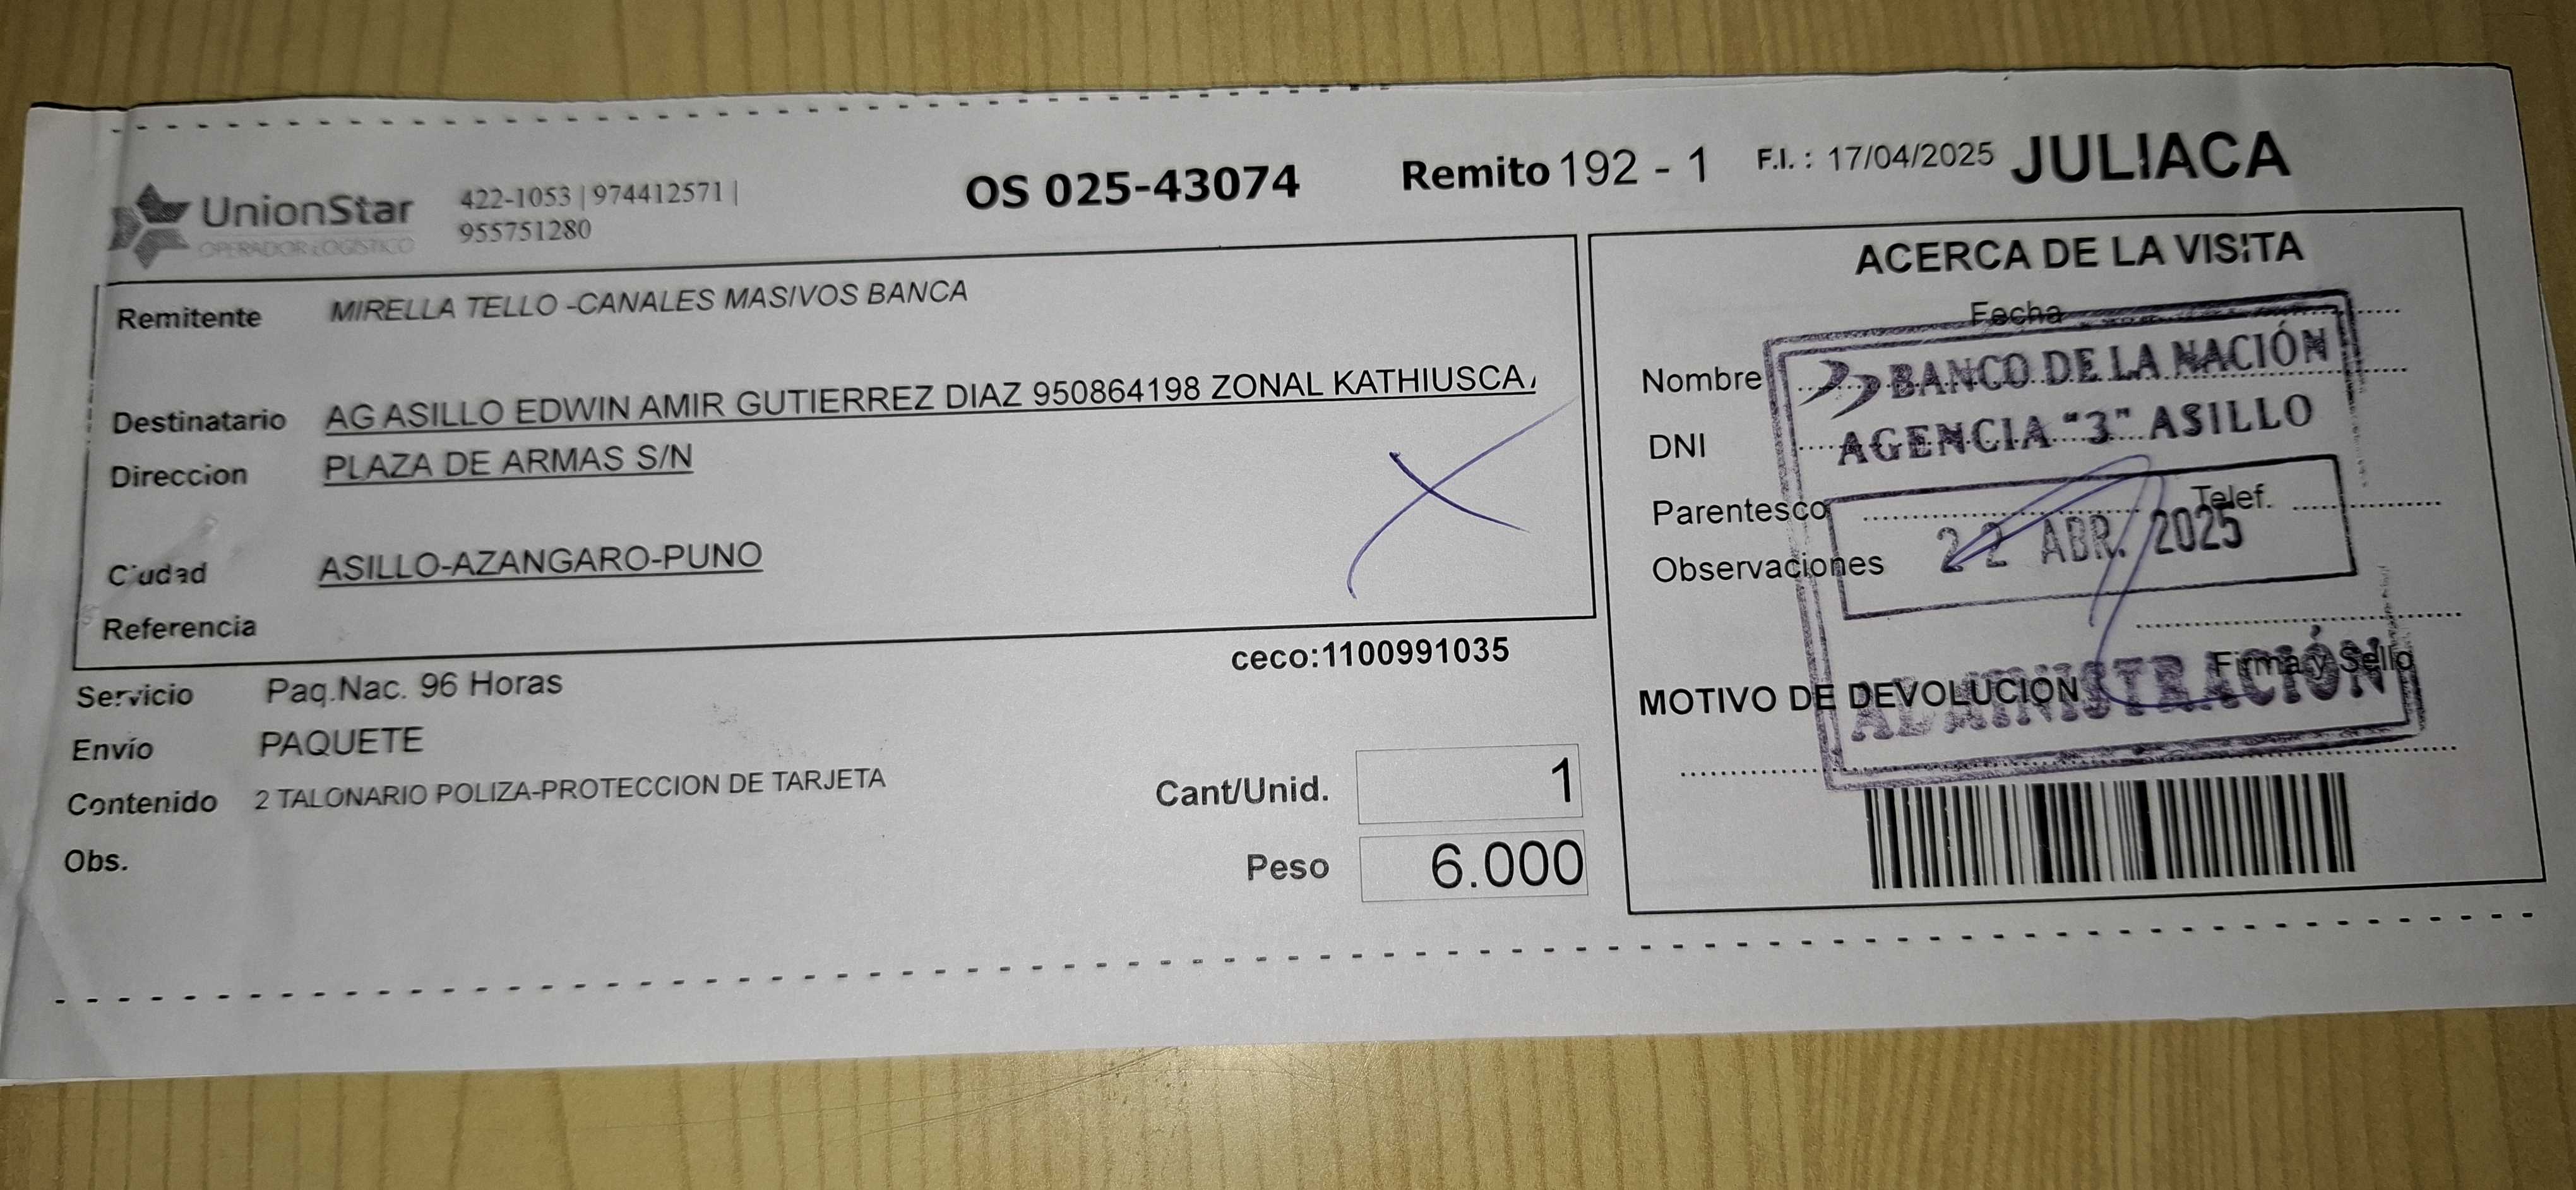 UnionStar
OPERADOR LOGISTICO
422-1053 | 974412571 |
955751280
OS 025-43074
Remito 192 - 1
F.I. : 17/04/2025
JULIACA
Remitente MIRELLA TELLO -CANALES MASIVOS BANCA
Destinatario AG ASILLO EDWIN AMIR GUTIERREZ DIAZ 950864198 ZONAL KATHIUSCA
Direccion PLAZA DE ARMAS S/N
Ciudad ASILLO-AZANGARO-PUNO
Referencia
ceco:1100991035
Servicio Paq.Nac. 96 Horas
Envío PAQUETE
Contenido 2 TALONARIO POLIZA-PROTECCION DE TARJETA
Obs.
Cant/Unid. 1
Peso 6.000
ACERCA DE LA VISITA
Fecha
Nombre
DNI
Parentesco Telef.
Observaciones
Firma y Sello
MOTIVO DE DEVOLUCION
BANCO DE LA NACIÓN
AGENCIA "3" ASILLO
22 ABR. 2025
ADMINISTRACIÓN